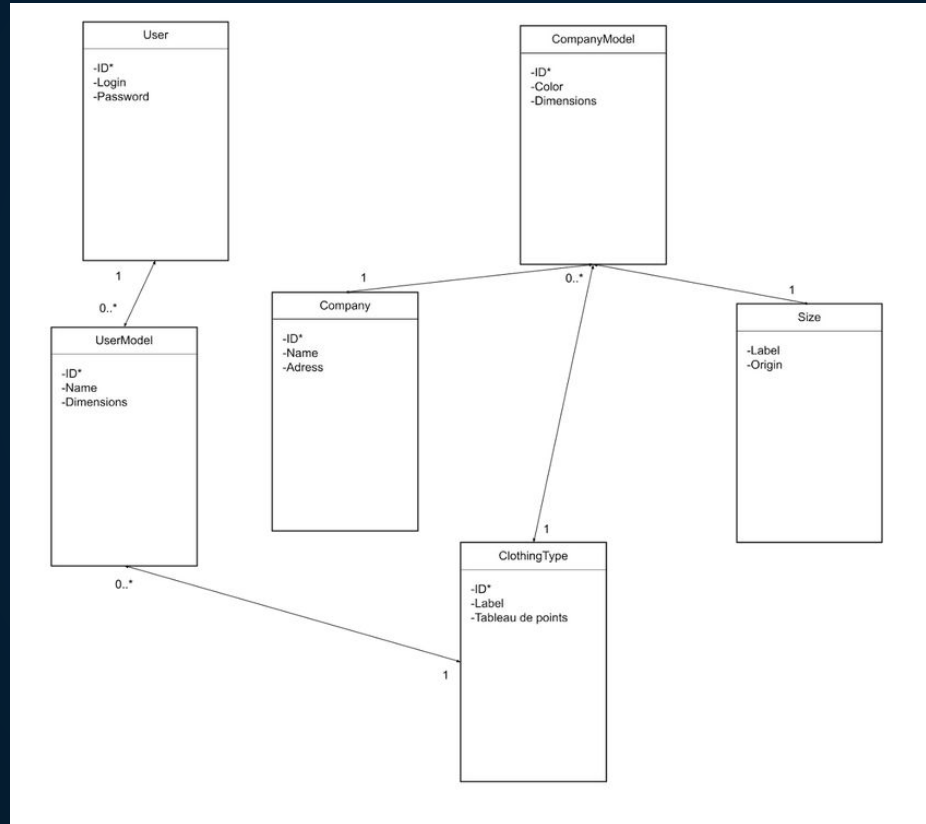 User
-ID*
-Login
-Password
CompanyModel
-ID*
-Color
-Dimensions
1
0..*
1
0..*
1
UserModel
-ID*
-Name
-Dimensions
Company
-ID*
-Name
-Adress
Size
-Label
-Origin
0..*
1
1
ClothingType
-ID*
-Label
-Tableau de points